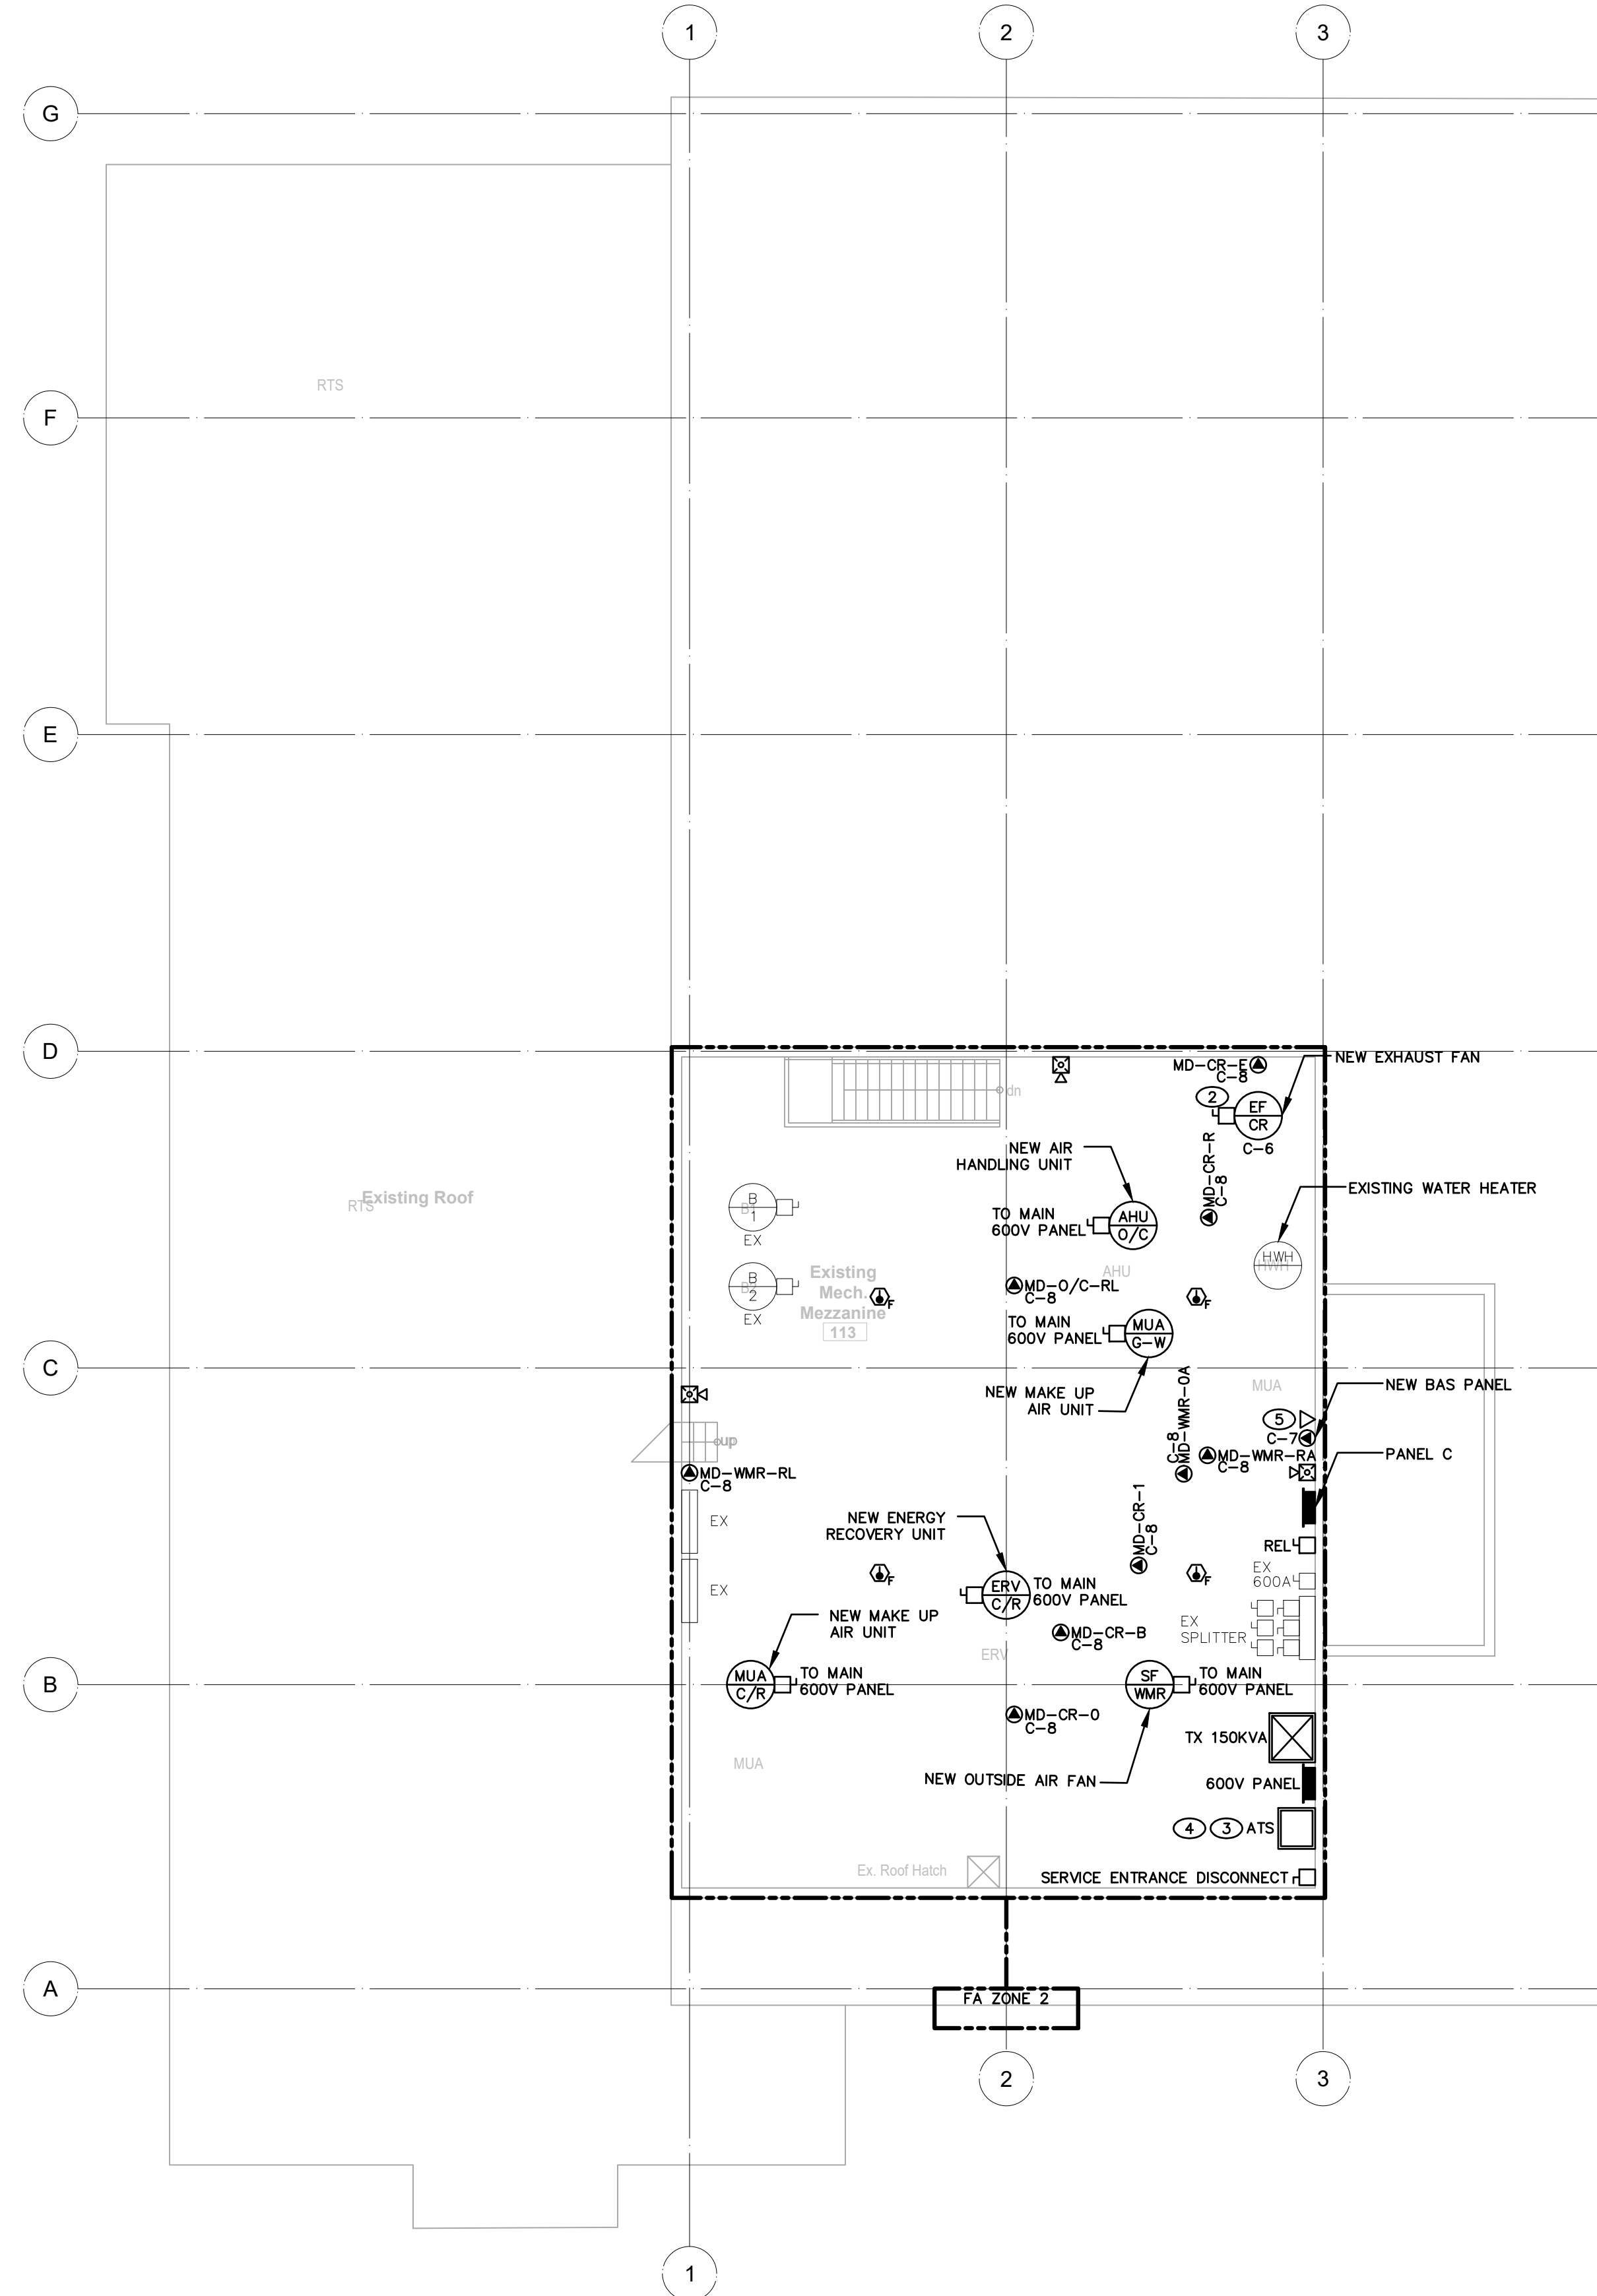 1
2
3
G
F
E
D
C
B
A
RTS
RTS
Existing Roof
dn
MD-CR-E
C-8
NEW EXHAUST FAN
2
EF
CR
C-6
NEW AIR
HANDLING UNIT
MD-CR-R
C-8
EXISTING WATER HEATER
B
1
B1
EX
TO MAIN
600V PANEL
AHU
O/C
HWH
HWH
B
2
B2
EX
Existing
Mech.
Mezzanine
113
F
MD-O/C-RL
C-8
AHU
F
TO MAIN
600V PANEL
MUA
G-W
NEW MAKE UP
AIR UNIT
MD-WMR-OA
C-8
MUA
NEW BAS PANEL
5
C-7
up
MD-WMR-RL
C-8
MD-WMR-RA
C-8
PANEL C
EX
NEW ENERGY
RECOVERY UNIT
MD-CR-1
C-8
REL
EX
600A
EX
F
ERV
C/R
TO MAIN
600V PANEL
F
NEW MAKE UP
AIR UNIT
EX
SPLITTER
MD-CR-B
C-8
ERV
MUA
C/R
TO MAIN
600V PANEL
SF
WMR
TO MAIN
600V PANEL
MD-CR-O
C-8
TX 150KVA
MUA
NEW OUTSIDE AIR FAN
600V PANEL
4
3
ATS
Ex. Roof Hatch
SERVICE ENTRANCE DISCONNECT
FA ZONE 2
2
3
1